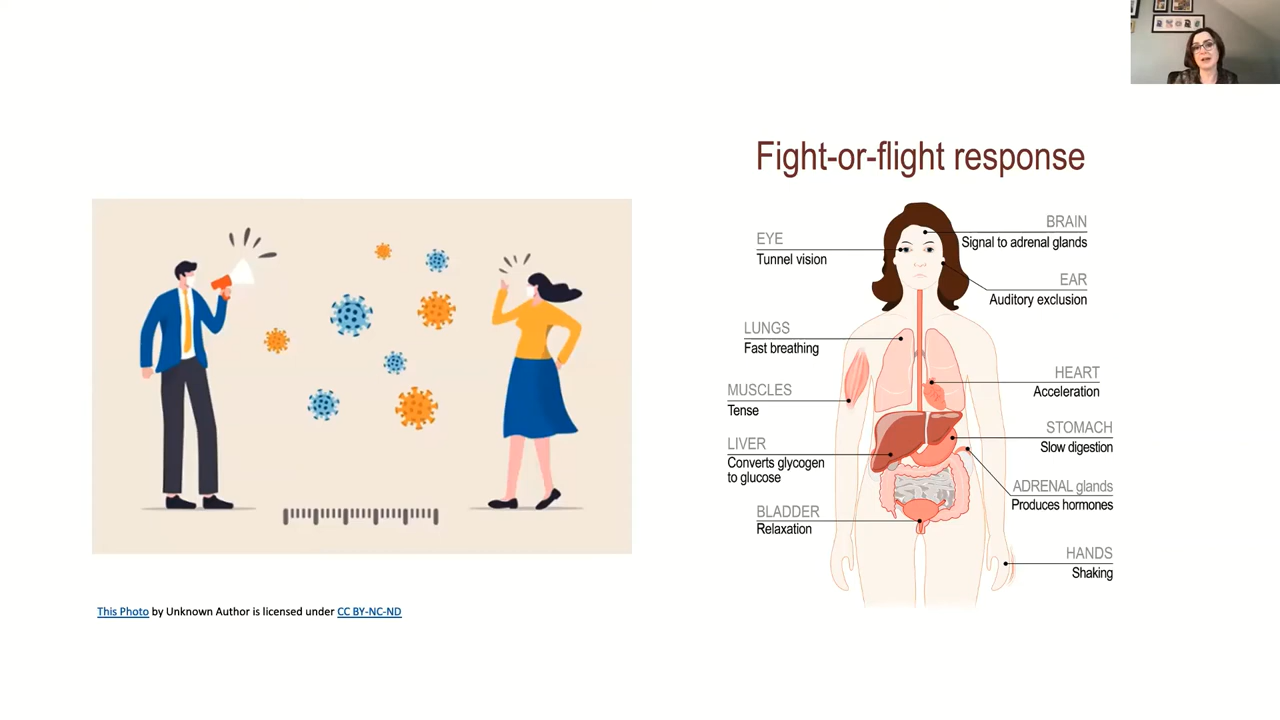 Fight-or-flight response
BRAIN
Signal to adrenal glands
EYE
Tunnel vision
EAR
Auditory exclusion
LUNGS
Fast breathing
HEART
Acceleration
MUSCLES
Tense
STOMACH
Slow digestion
LIVER
Converts glycogen
to glucose
ADRENAL glands
Produces hormones
BLADDER
Relaxation
HANDS
Shaking
This Photo by Unknown Author is licensed under CC BY-NC-ND